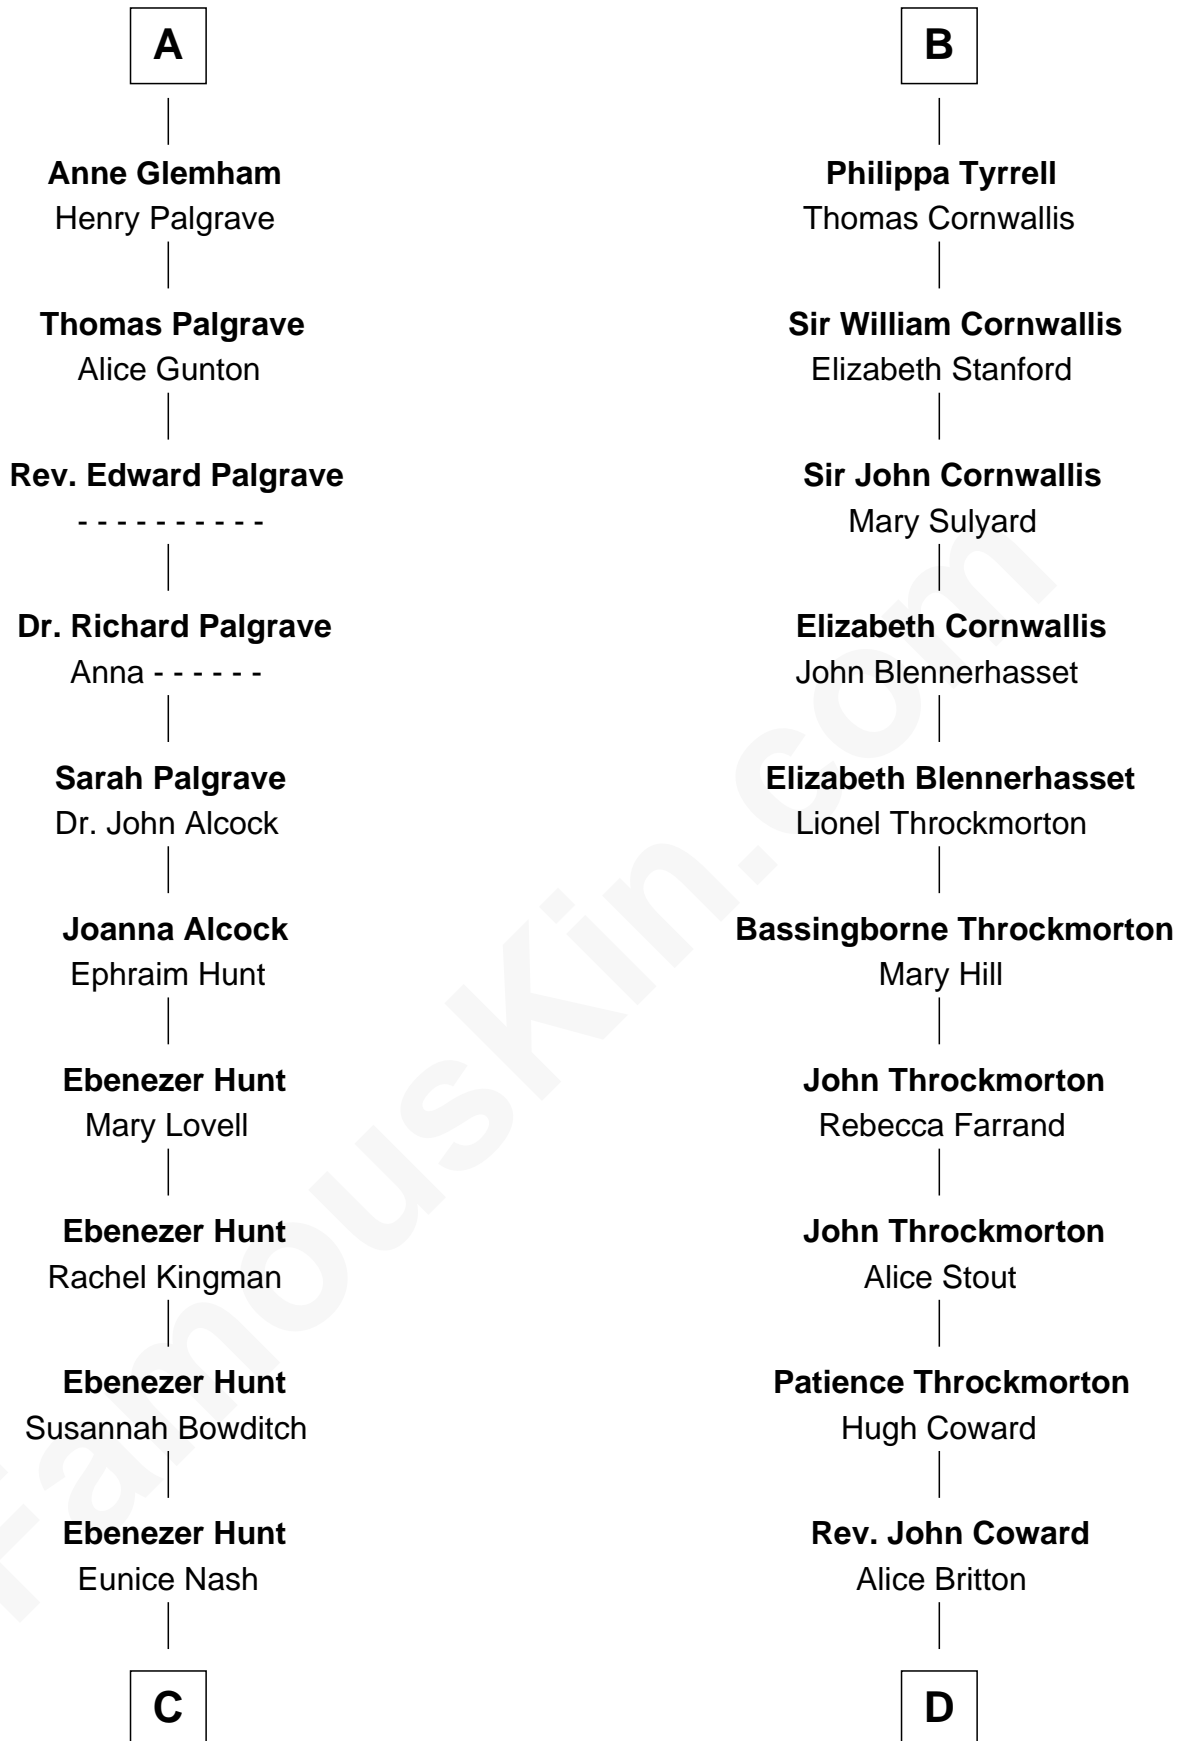 A
Anne Glemham
Henry Palgrave
Thomas Palgrave
Alice Gunton
Rev. Edward Palgrave
- - - - - - - - - -
Dr. Richard Palgrave
Anna - - - - - -
Sarah Palgrave
Dr. John Alcock
Joanna Alcock
Ephraim Hunt
Ebenezer Hunt
Mary Lovell
Ebenezer Hunt
Rachel Kingman
Ebenezer Hunt
Susannah Bowditch
Ebenezer Hunt
Eunice Nash
C
B
Philippa Tyrrell
Thomas Cornwallis
Sir William Cornwallis
Elizabeth Stanford
Sir John Cornwallis
Mary Sulyard
Elizabeth Cornwallis
John Blennerhasset
Elizabeth Blennerhasset
Lionel Throckmorton
Bassingborne Throckmorton
Mary Hill
John Throckmorton
Rebecca Farrand
John Throckmorton
Alice Stout
Patience Throckmorton
Hugh Coward
Rev. John Coward
Alice Britton
D
FamousKin.com